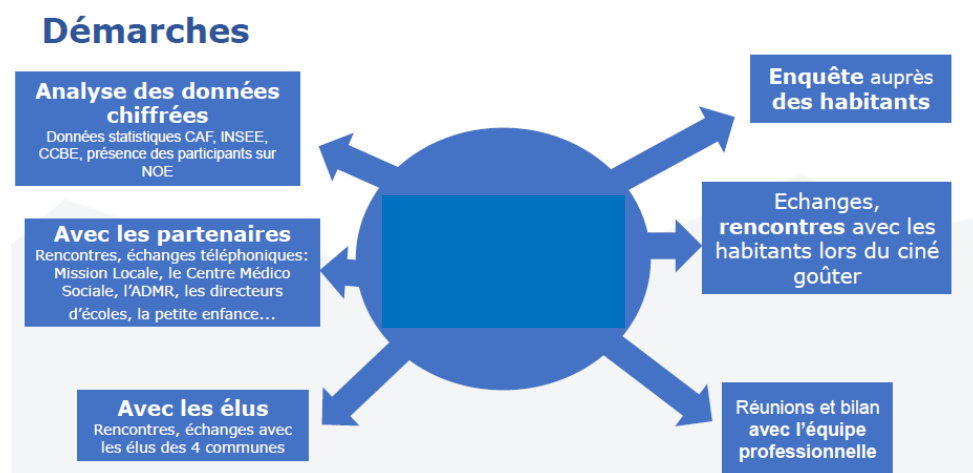 Démarches
Analyse des données
chiffrées
Données statistiques CAF, INSEE,
CCBE, présence des participants sur
NOE
Avec les partenaires
Rencontres, échanges téléphoniques:
Mission Locale, le Centre Médico
Sociale, l’ADMR, les directeurs
d’écoles, la petite enfance...
Avec les élus
Rencontres, échanges avec
les élus des 4 communes
Enquête auprès
des habitants
Echanges,
rencontres avec les
habitants lors du ciné
goûter
Réunions et bilan
avec l’équipe
professionnelle